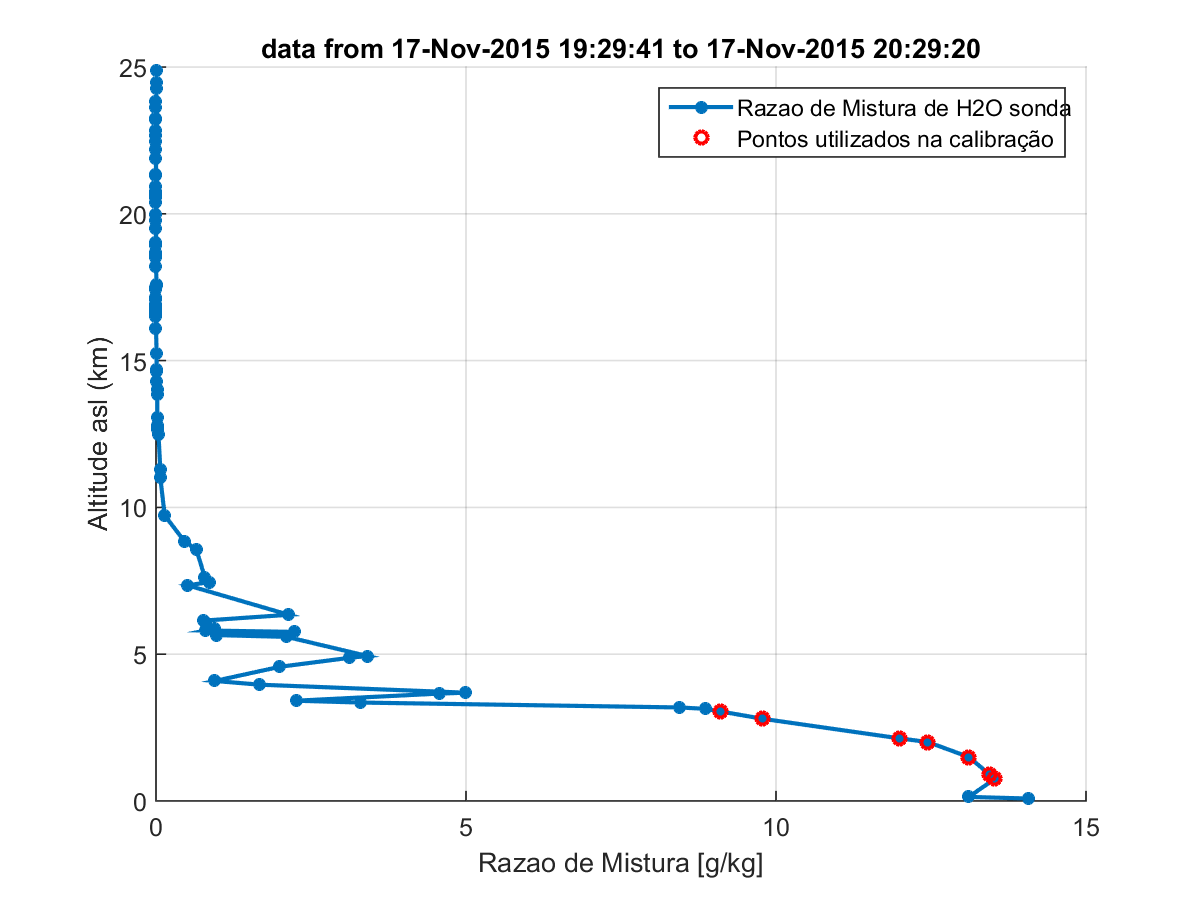 data from 17-Nov-2015 19:29:41 to 17-Nov-2015 20:29:20
25
20
15
10
5
0
Altitude asl (km)
Razao de Mistura de H2O sonda
Pontos utilizados na calibração
0 5 10 15
Razao de Mistura [g/kg]